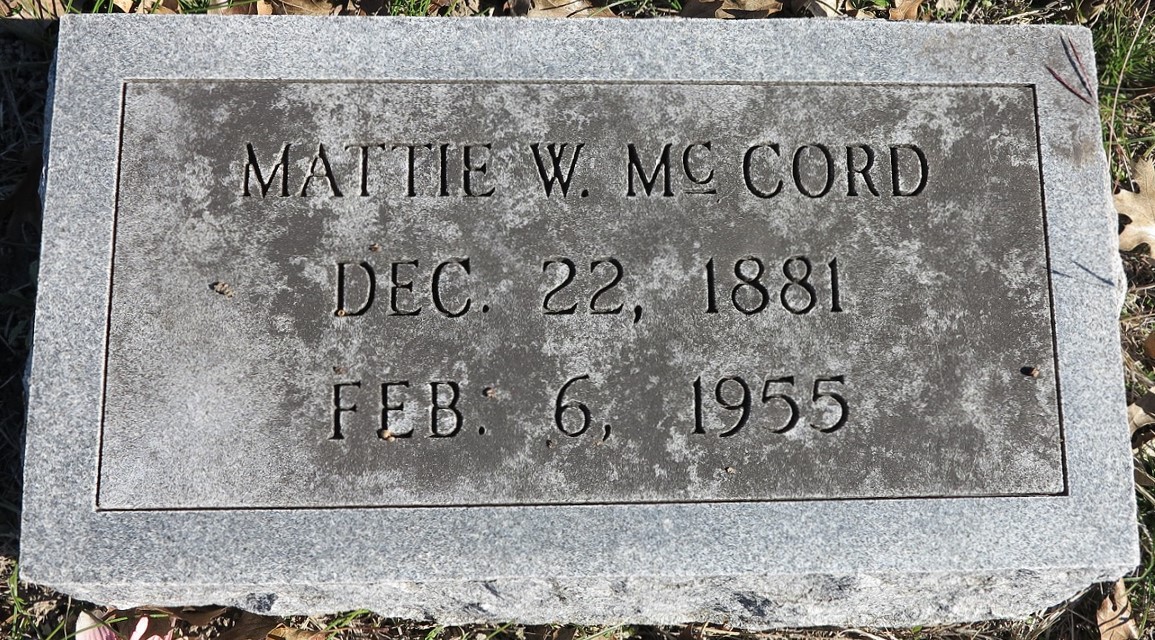 MATTIE W. McCORD
DEC. 22, 1881
FEB. 6, 1955